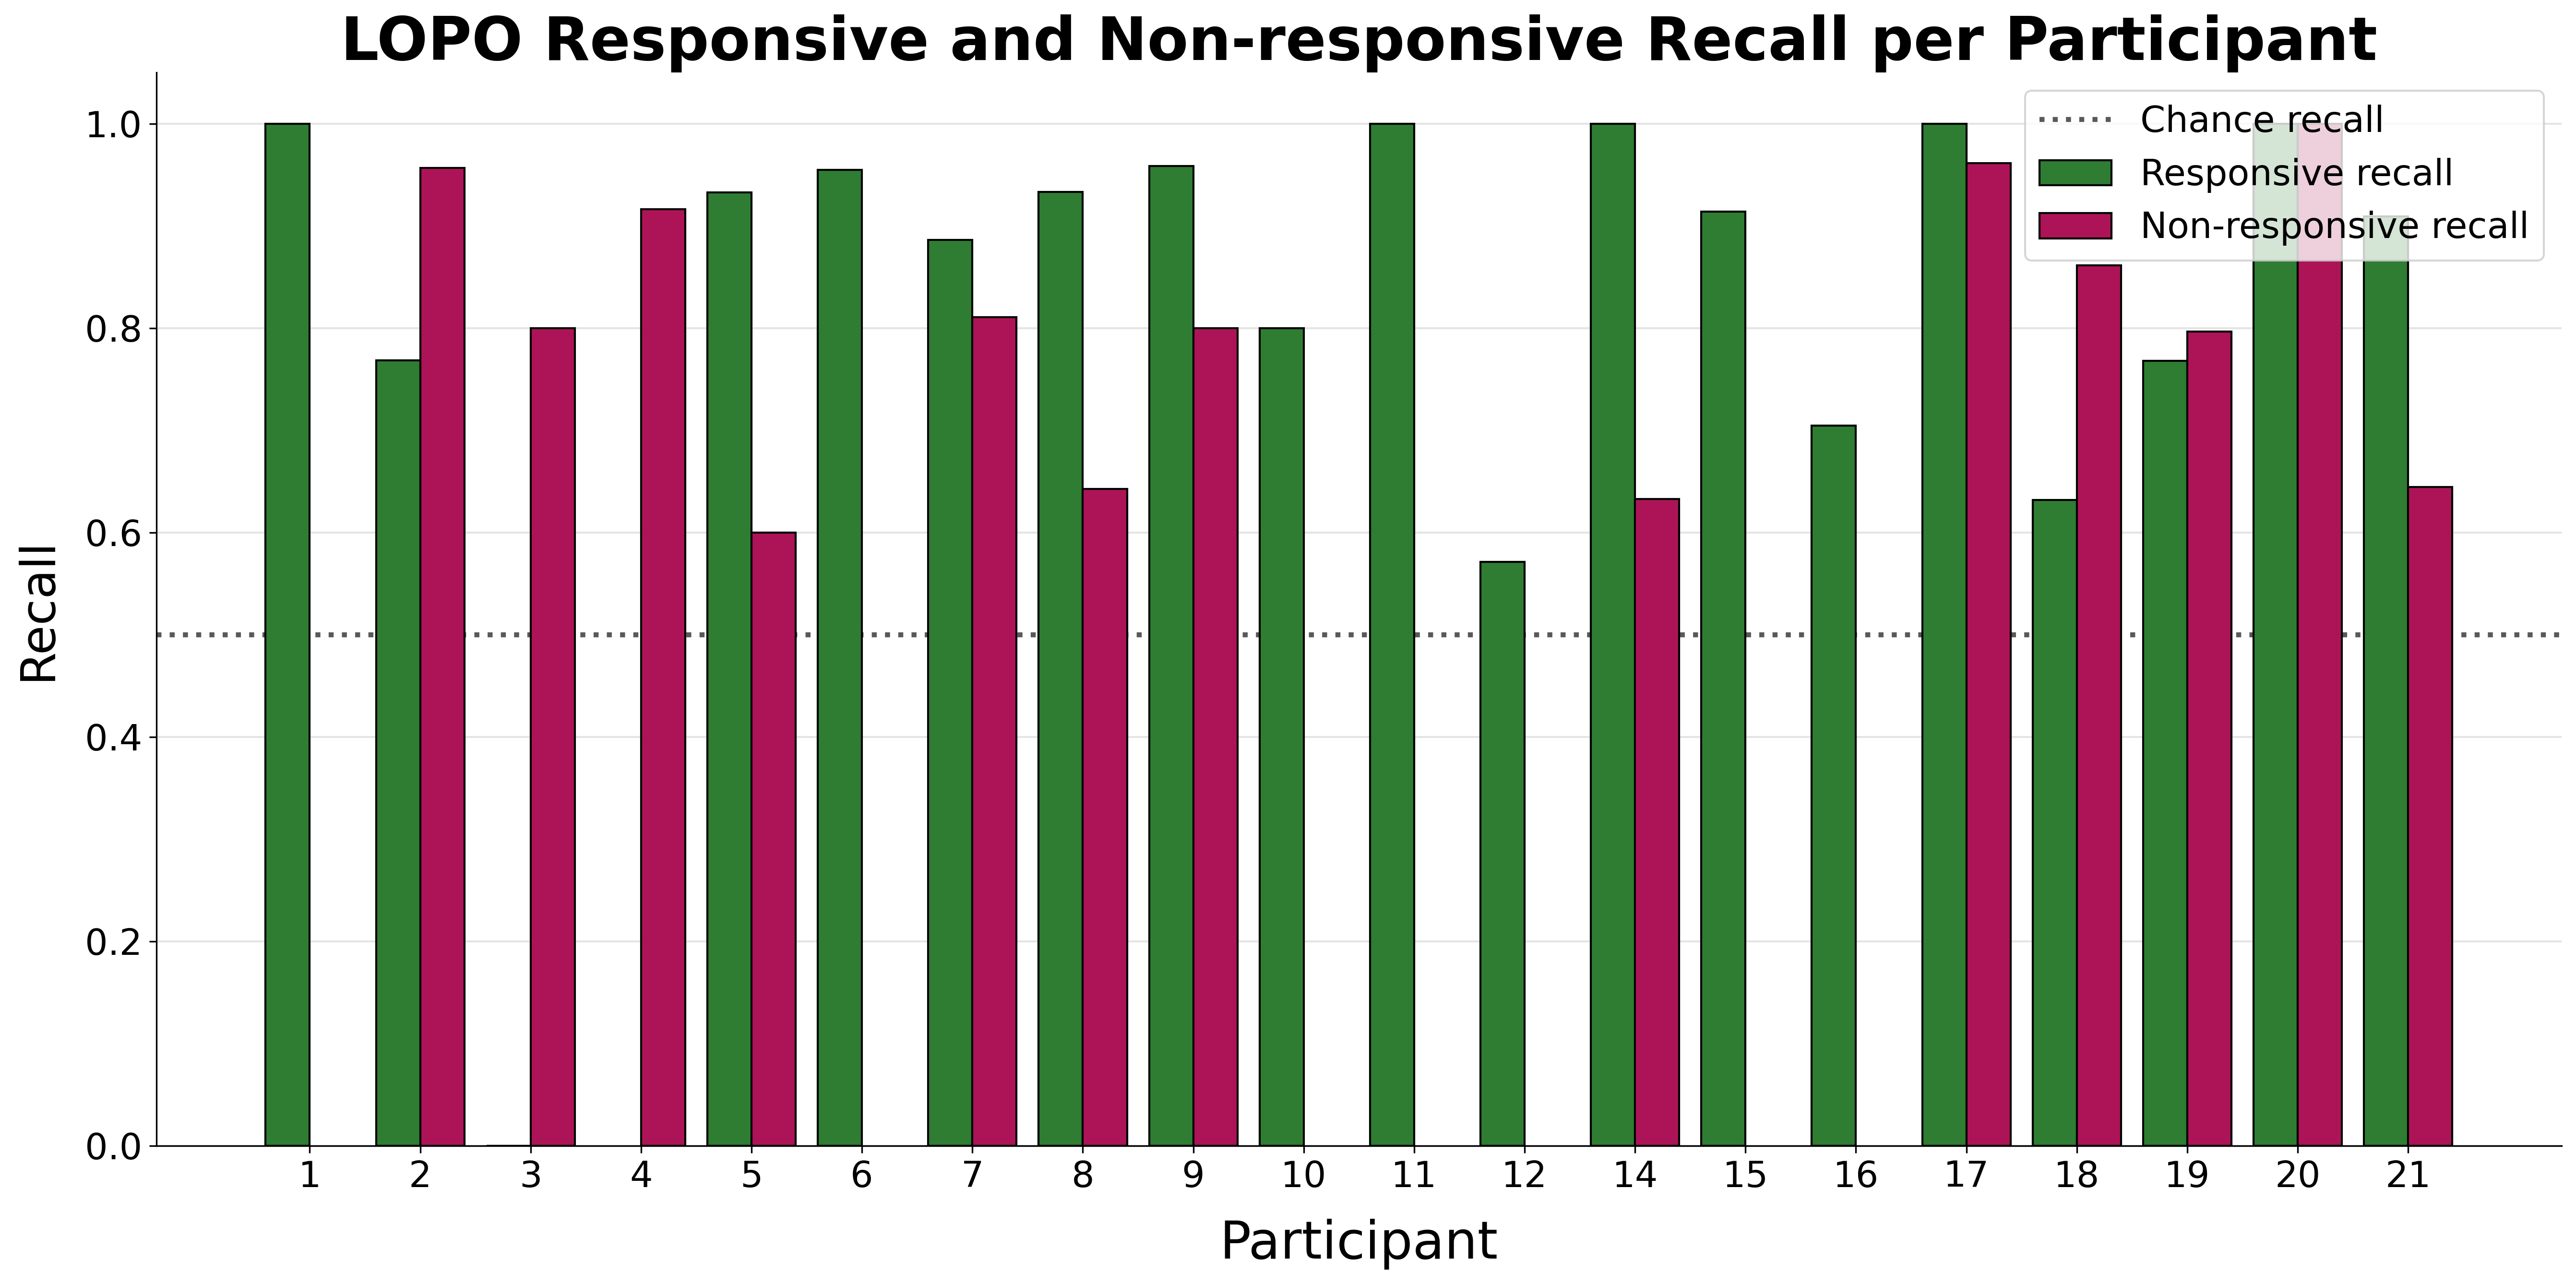 LOPO Responsive and Non-responsive Recall per Participant
Chance recall
Responsive recall
Non-responsive recall
1.0
0.8
0.6
0.4
0.2
0.0
Recall
1 2 3 4 5 6 7 8 9 10 11 12 14 15 16 17 18 19 20 21
Participant